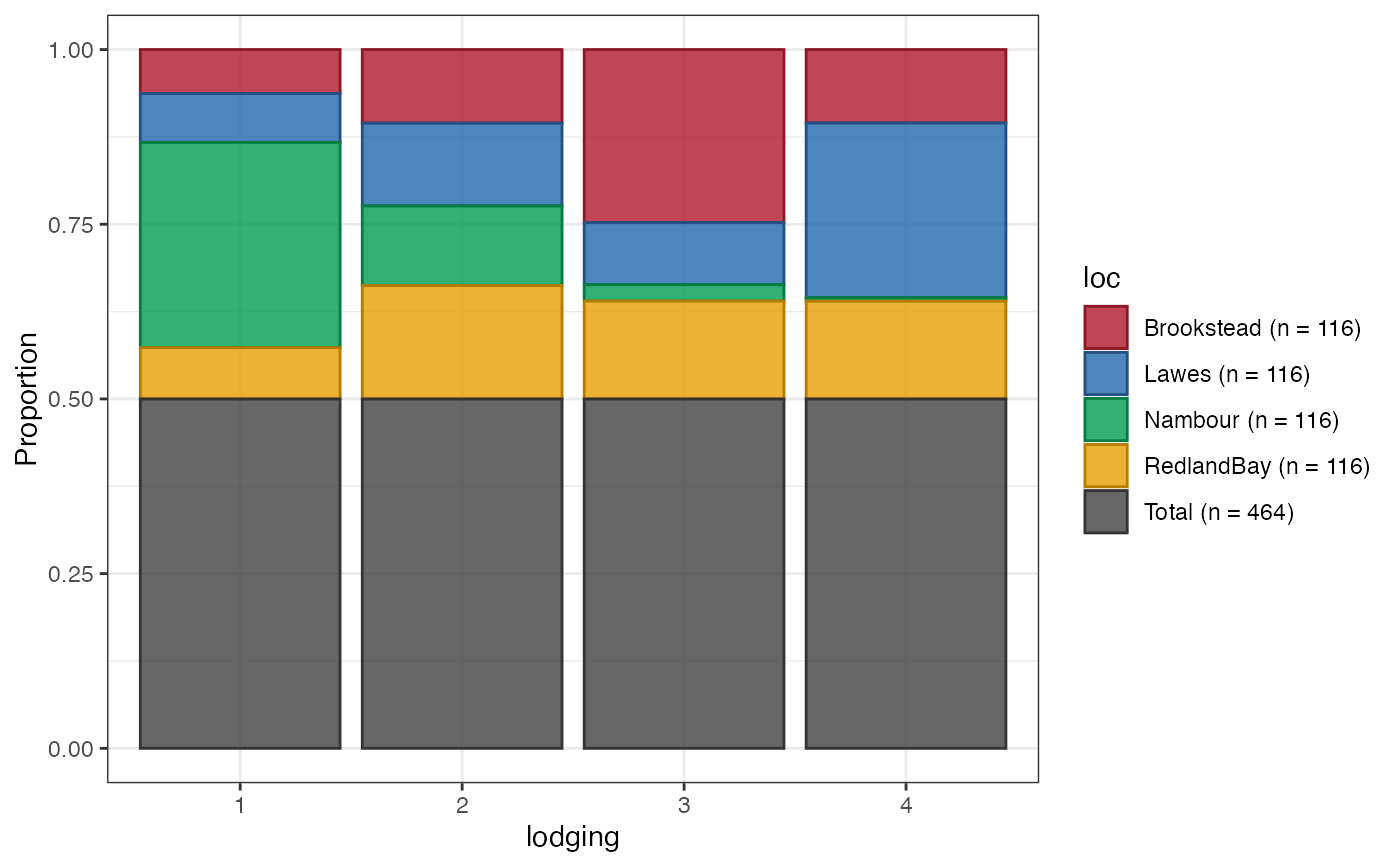 1.00
0.75
0.50
0.25
0.00
Proportion
1 2 3 4
lodging
loc
Brookstead (n = 116)
Lawes (n = 116)
Nambour (n = 116)
RedlandBay (n = 116)
Total (n = 464)